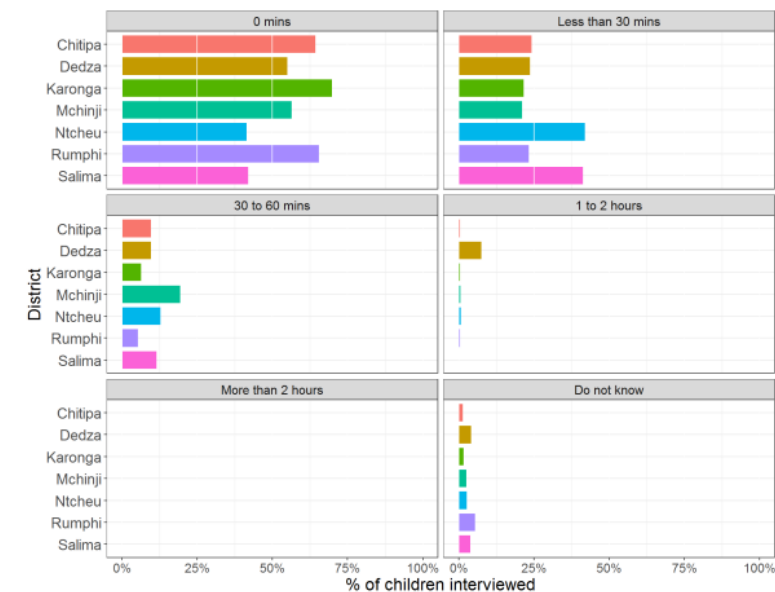 0 mins
Less than 30 mins
Chitipa
Dedza
Karonga
Mchinji
Ntcheu
Rumphi
Salima
30 to 60 mins
1 to 2 hours
Chitipa
Dedza
Karonga
Mchinji
Ntcheu
Rumphi
Salima
District
More than 2 hours
Do not know
Chitipa
Dedza
Karonga
Mchinji
Ntcheu
Rumphi
Salima
0% 25% 50% 75% 100% 0% 25% 50% 75% 100%
% of children interviewed